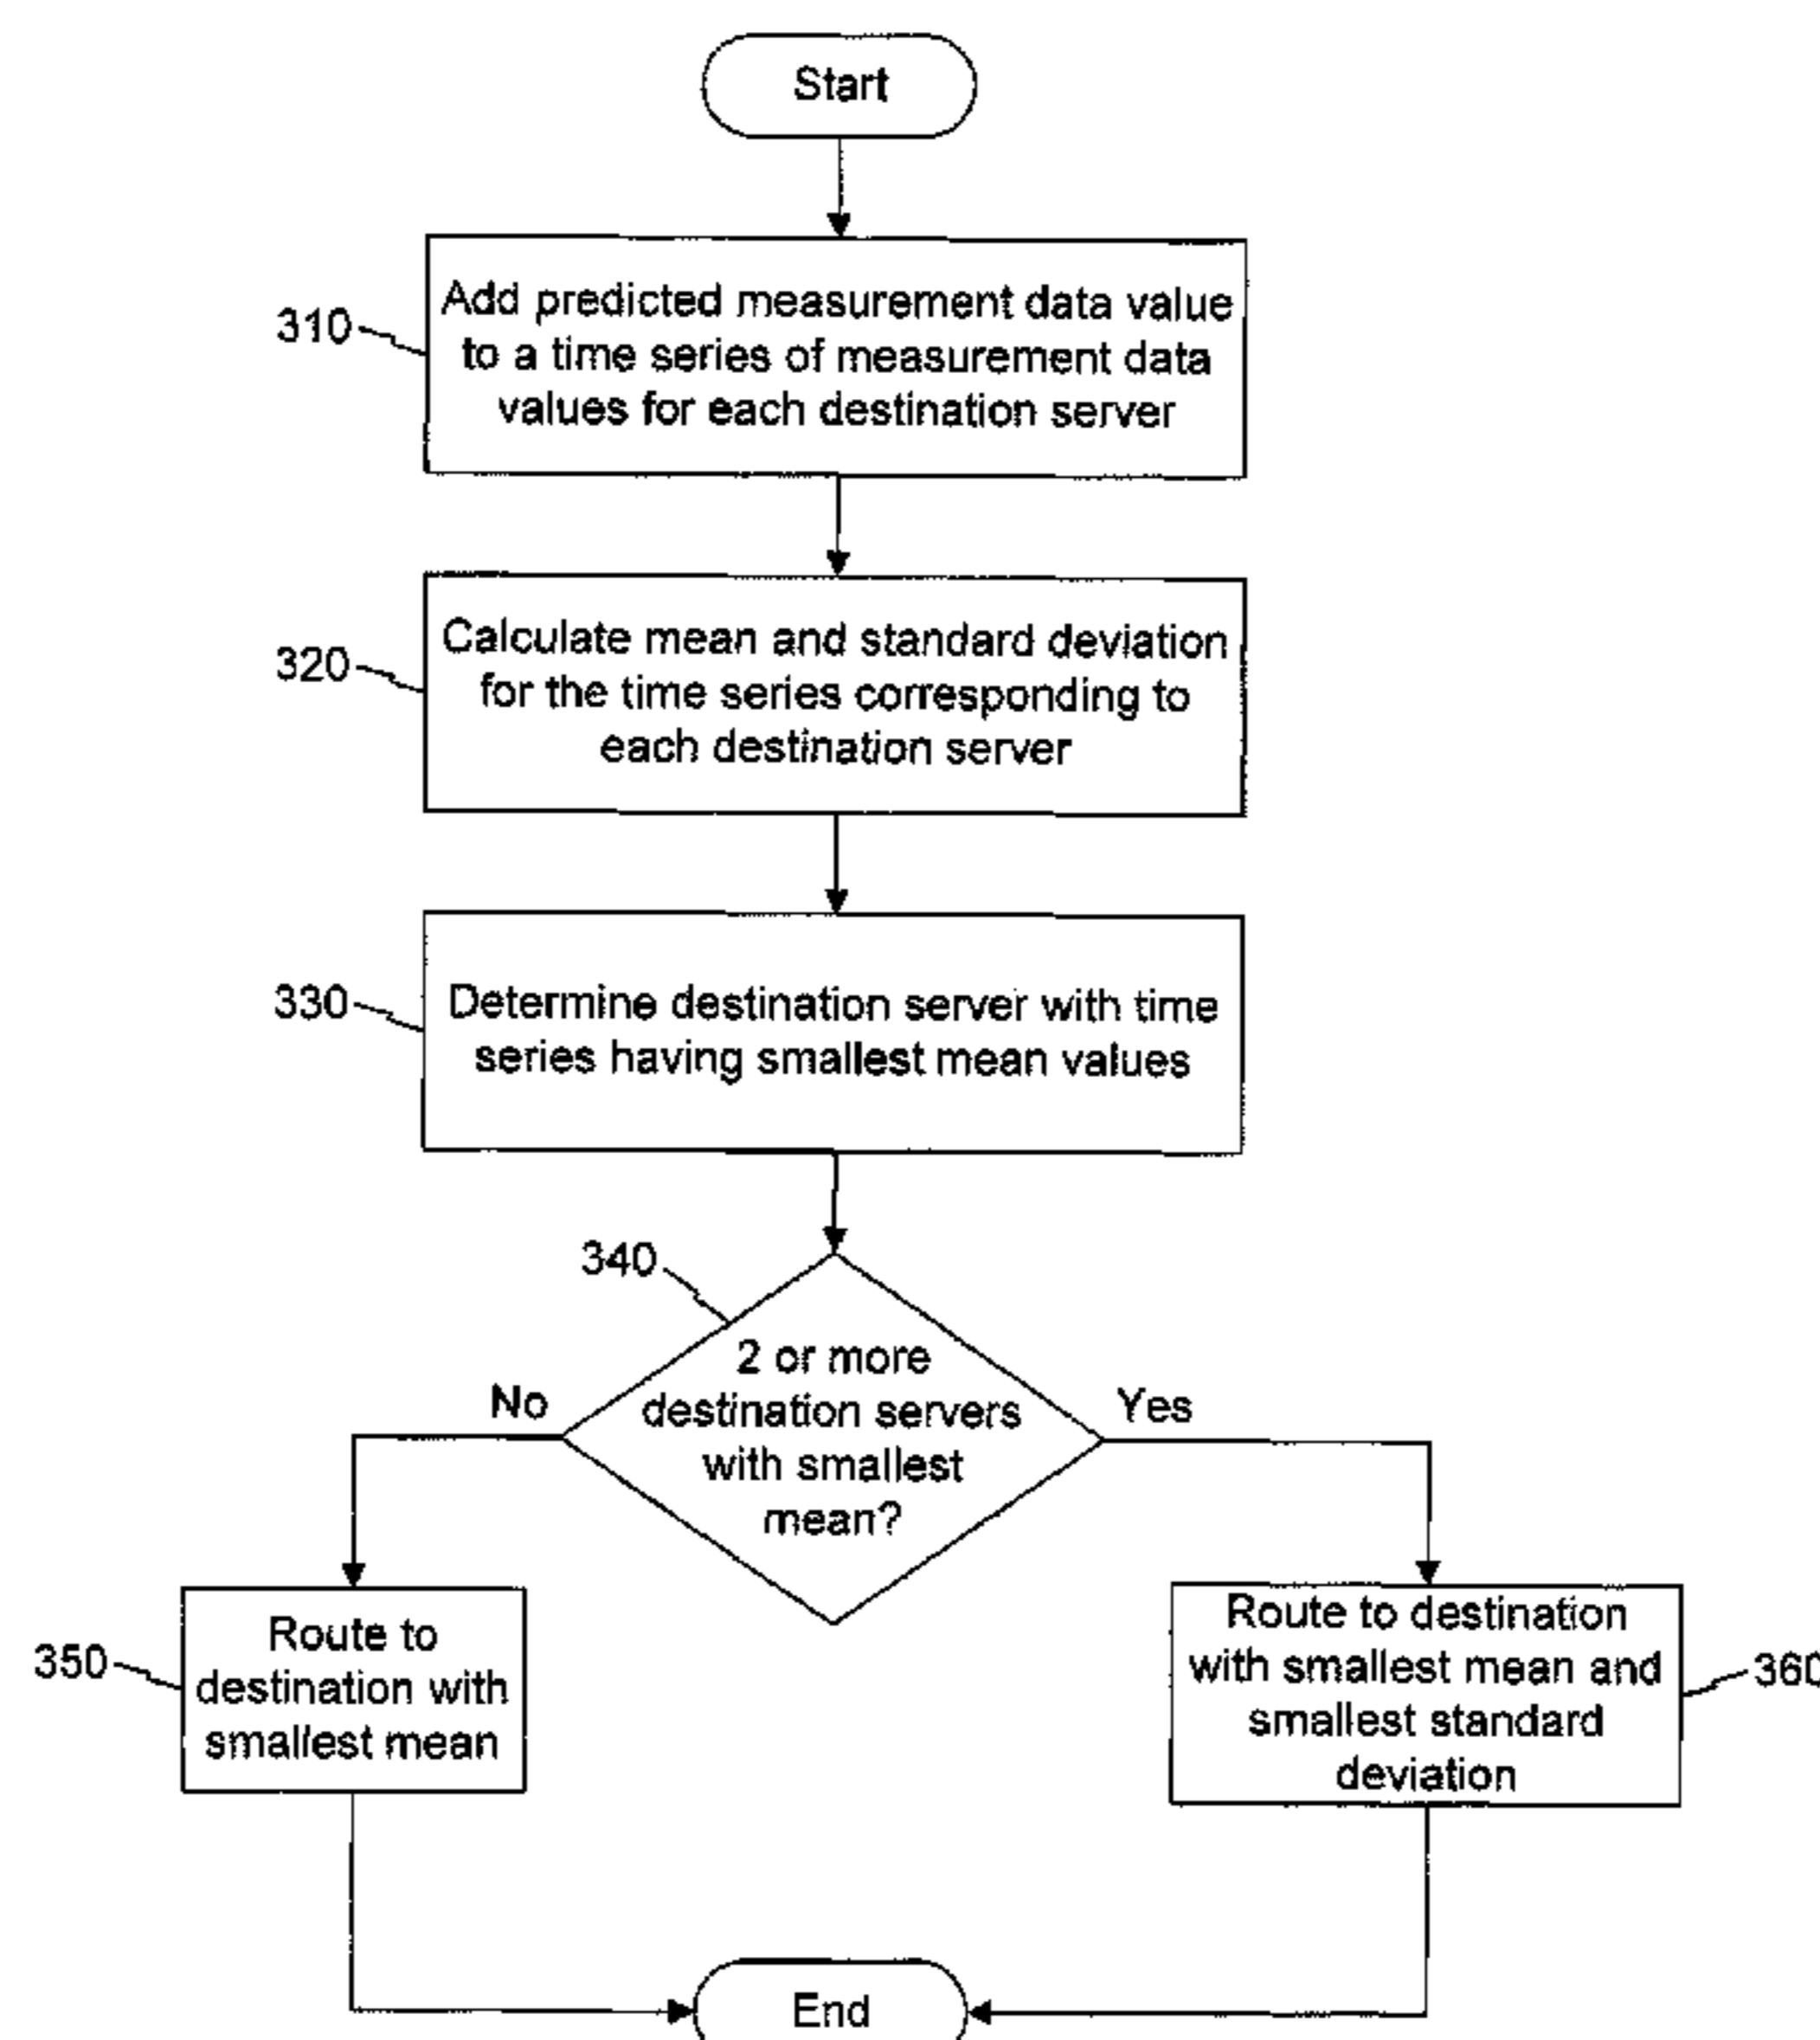 Start
310
Add predicted measurement data value
to a time series of measurement data
values for each destination server
320
Calculate mean and standard deviation
for the time series corresponding to
each destination server
330
Determine destination server with time
series having smallest mean values
340
2 or more
destination servers
with smallest
mean?
No
Yes
350
Route to
destination with
smallest mean
Route to destination
with smallest mean and
smallest standard
deviation
360
End